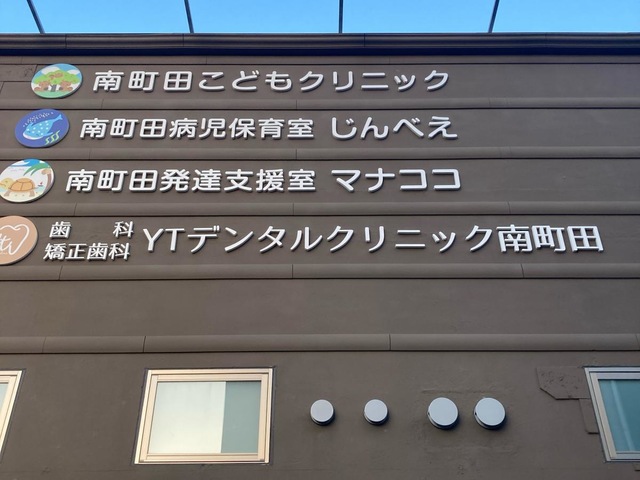 南町田こどもクリニック
南町田病児保育室 じんべえ
南町田発達支援室 マナココ
歯科
矯正歯科
YTデンタルクリニック南町田